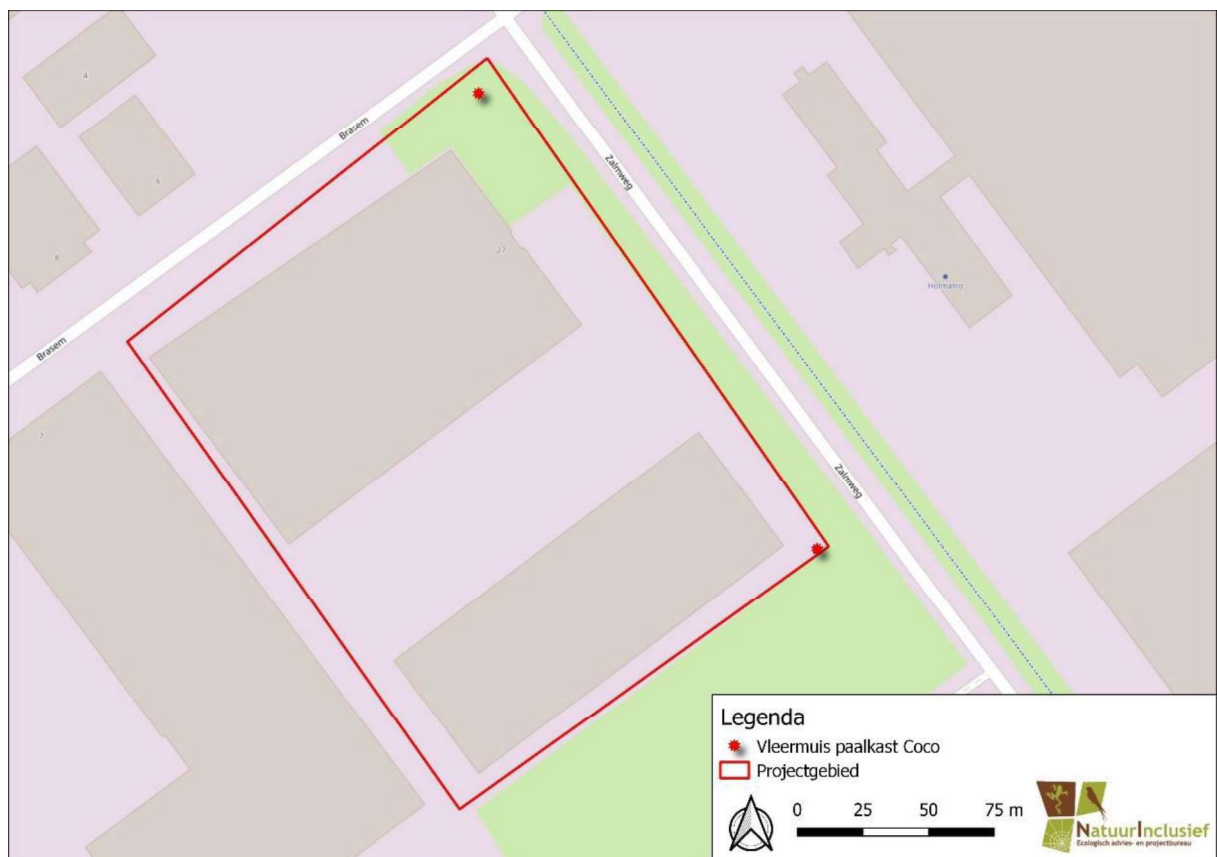 4
Brasem
6
Zalmweg
8
27
Holmatro
Brasem
7
Zalmweg
Legenda
Vleermuis paalkast Coco
Projectgebied
0 25 50 75 m
NatuurInclusief
Ecologisch advies- en projectbureau